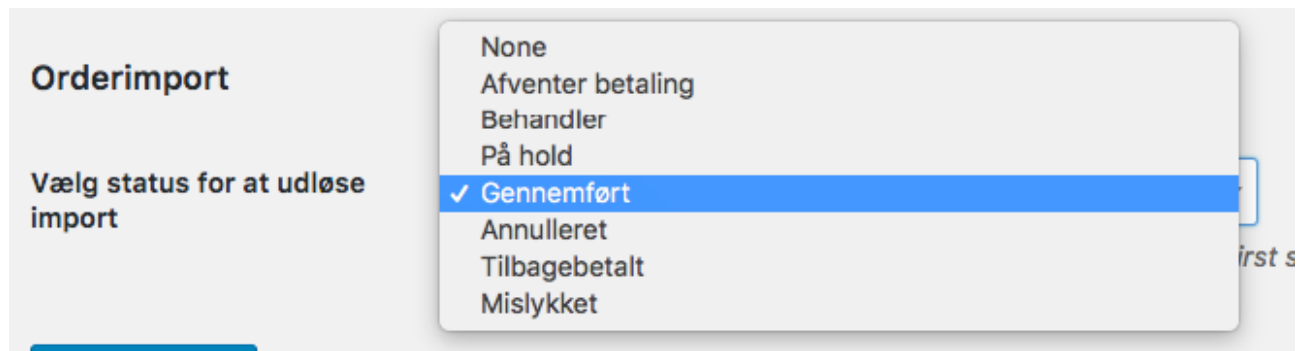 Orderimport
Vælg status for at udløse
import
None
Afventer betaling
Behandler
På hold
✓ Gennemført
Annulleret
Tilbagebetalt
Mislykket
irst s